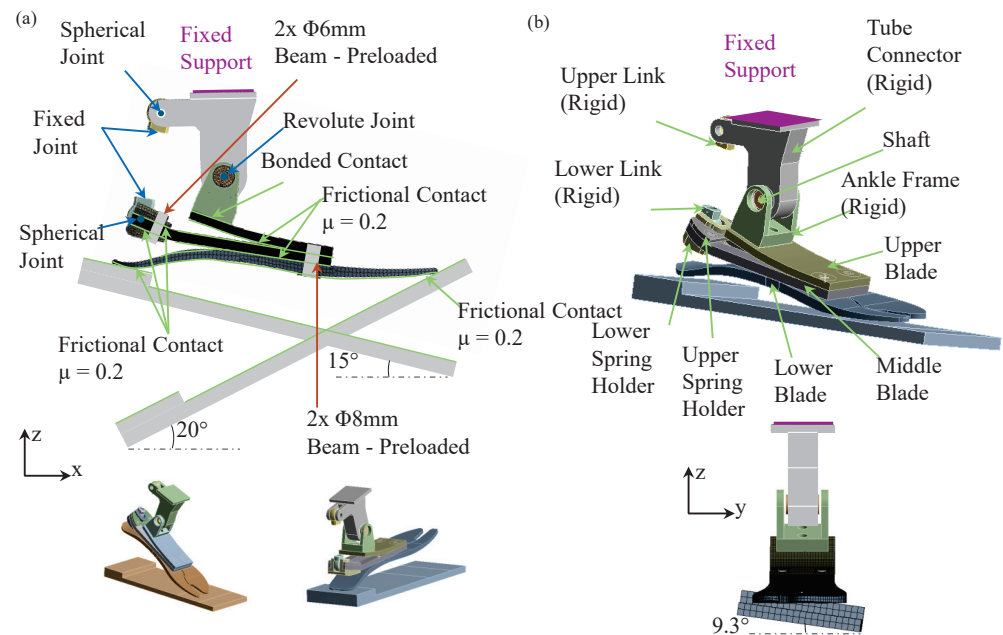 (a)
Spherical
Joint
Fixed
Support
2x Φ6mm
Beam - Preloaded
Fixed
Joint
Revolute Joint
Bonded Contact
Frictional Contact
μ = 0.2
Spherical
Joint
Frictional Contact
μ = 0.2
Frictional Contact
μ = 0.2
15°
20°
2x Φ8mm
Beam - Preloaded
z
x
(b)
Fixed
Support
Tube
Connector
(Rigid)
Upper Link
(Rigid)
Shaft
Lower Link
(Rigid)
Ankle Frame
(Rigid)
Upper
Blade
Lower
Spring
Holder
Upper
Spring
Holder
Lower
Blade
Middle
Blade
z
y
9.3°